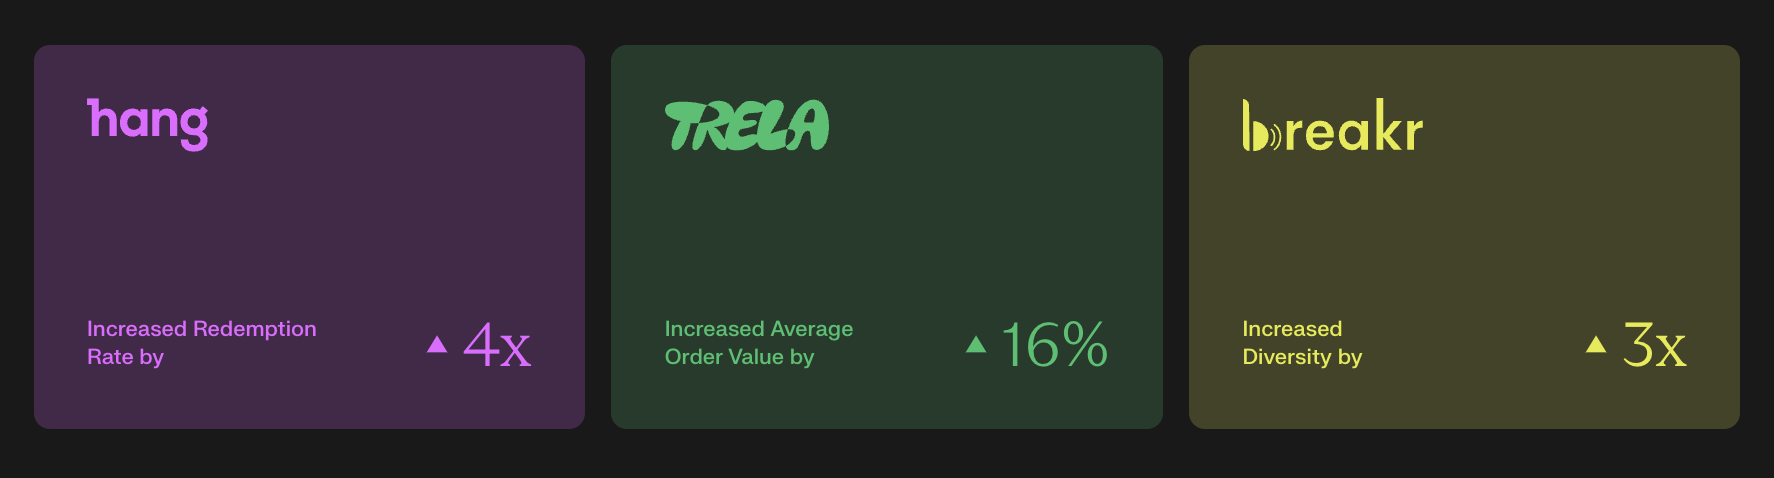 hang
Increased Redemption
Rate by
▲ 4x
TRELA
Increased Average
Order Value by
▲ 16%
breakr
Increased
Diversity by
▲ 3x